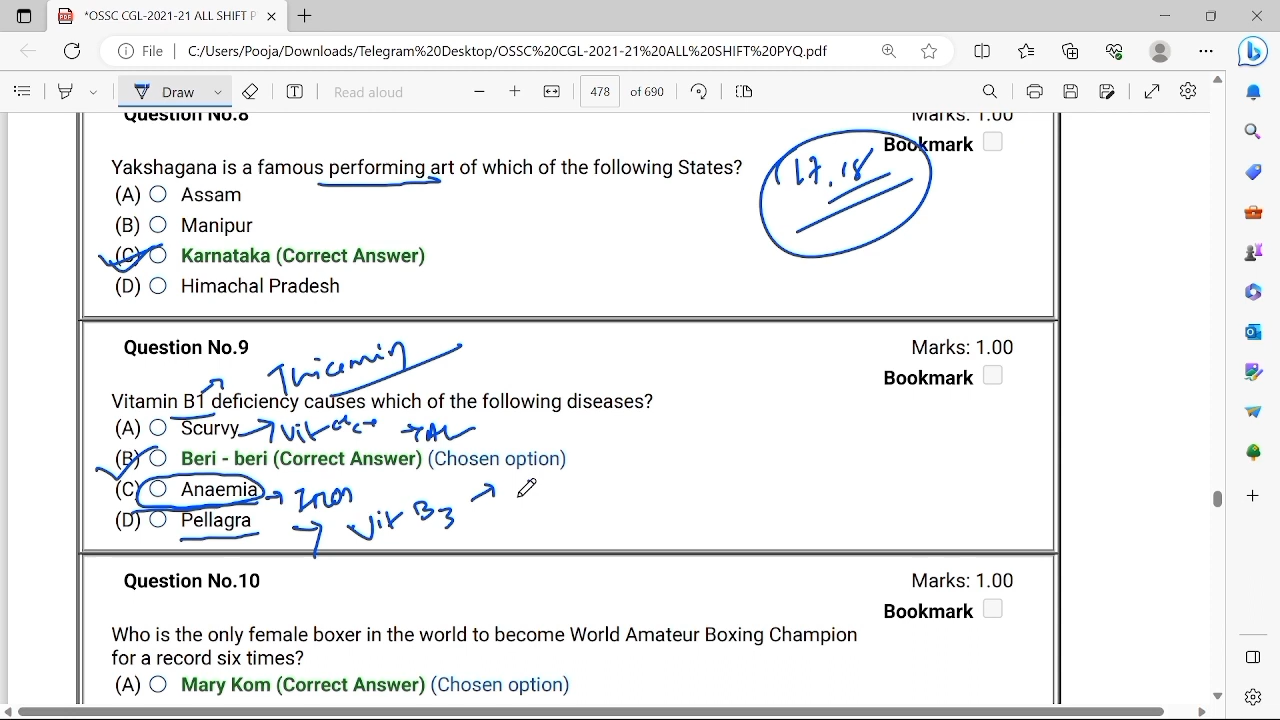 *OSSC CGL-2021-21 ALL SHIFT P
File
C:/Users/Pooja/Downloads/Telegram%20Desktop/OSSC%20CGL-2021-21%20ALL%20SHIFT%20PYQ.pdf
Draw
Read aloud
478 of 690
Question No.8 Marks: 1.00
Bookmark
Yakshagana is a famous performing art of which of the following States?
17.18
(A) Assam
(B) Manipur
(C) Karnataka (Correct Answer)
(D) Himachal Pradesh
Question No.9 Marks: 1.00
Thicemin
Bookmark
Vitamin B1 deficiency causes which of the following diseases?
(A) Scurvy Vit
(B) Beri - beri (Correct Answer) (Chosen option)
(C) Anaemia Iron
(D) Pellagra Vit B3
Question No.10 Marks: 1.00
Bookmark
Who is the only female boxer in the world to become World Amateur Boxing Champion
for a record six times?
(A) Mary Kom (Correct Answer) (Chosen option)